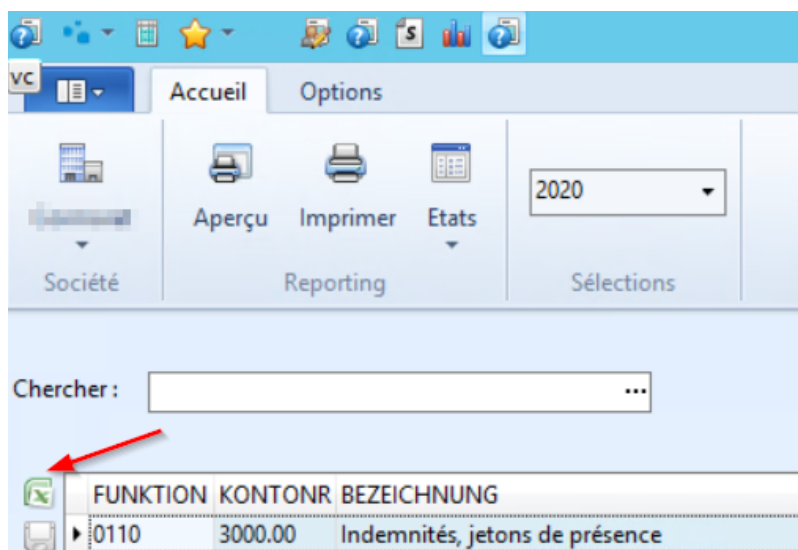 VC
Accueil Options
Aperçu Imprimer Etats 2020
Société Reporting Sélections
Chercher : ...
FUNKTION KONTONR BEZEICHNUNG
0110 3000.00 Indemnités, jetons de présence